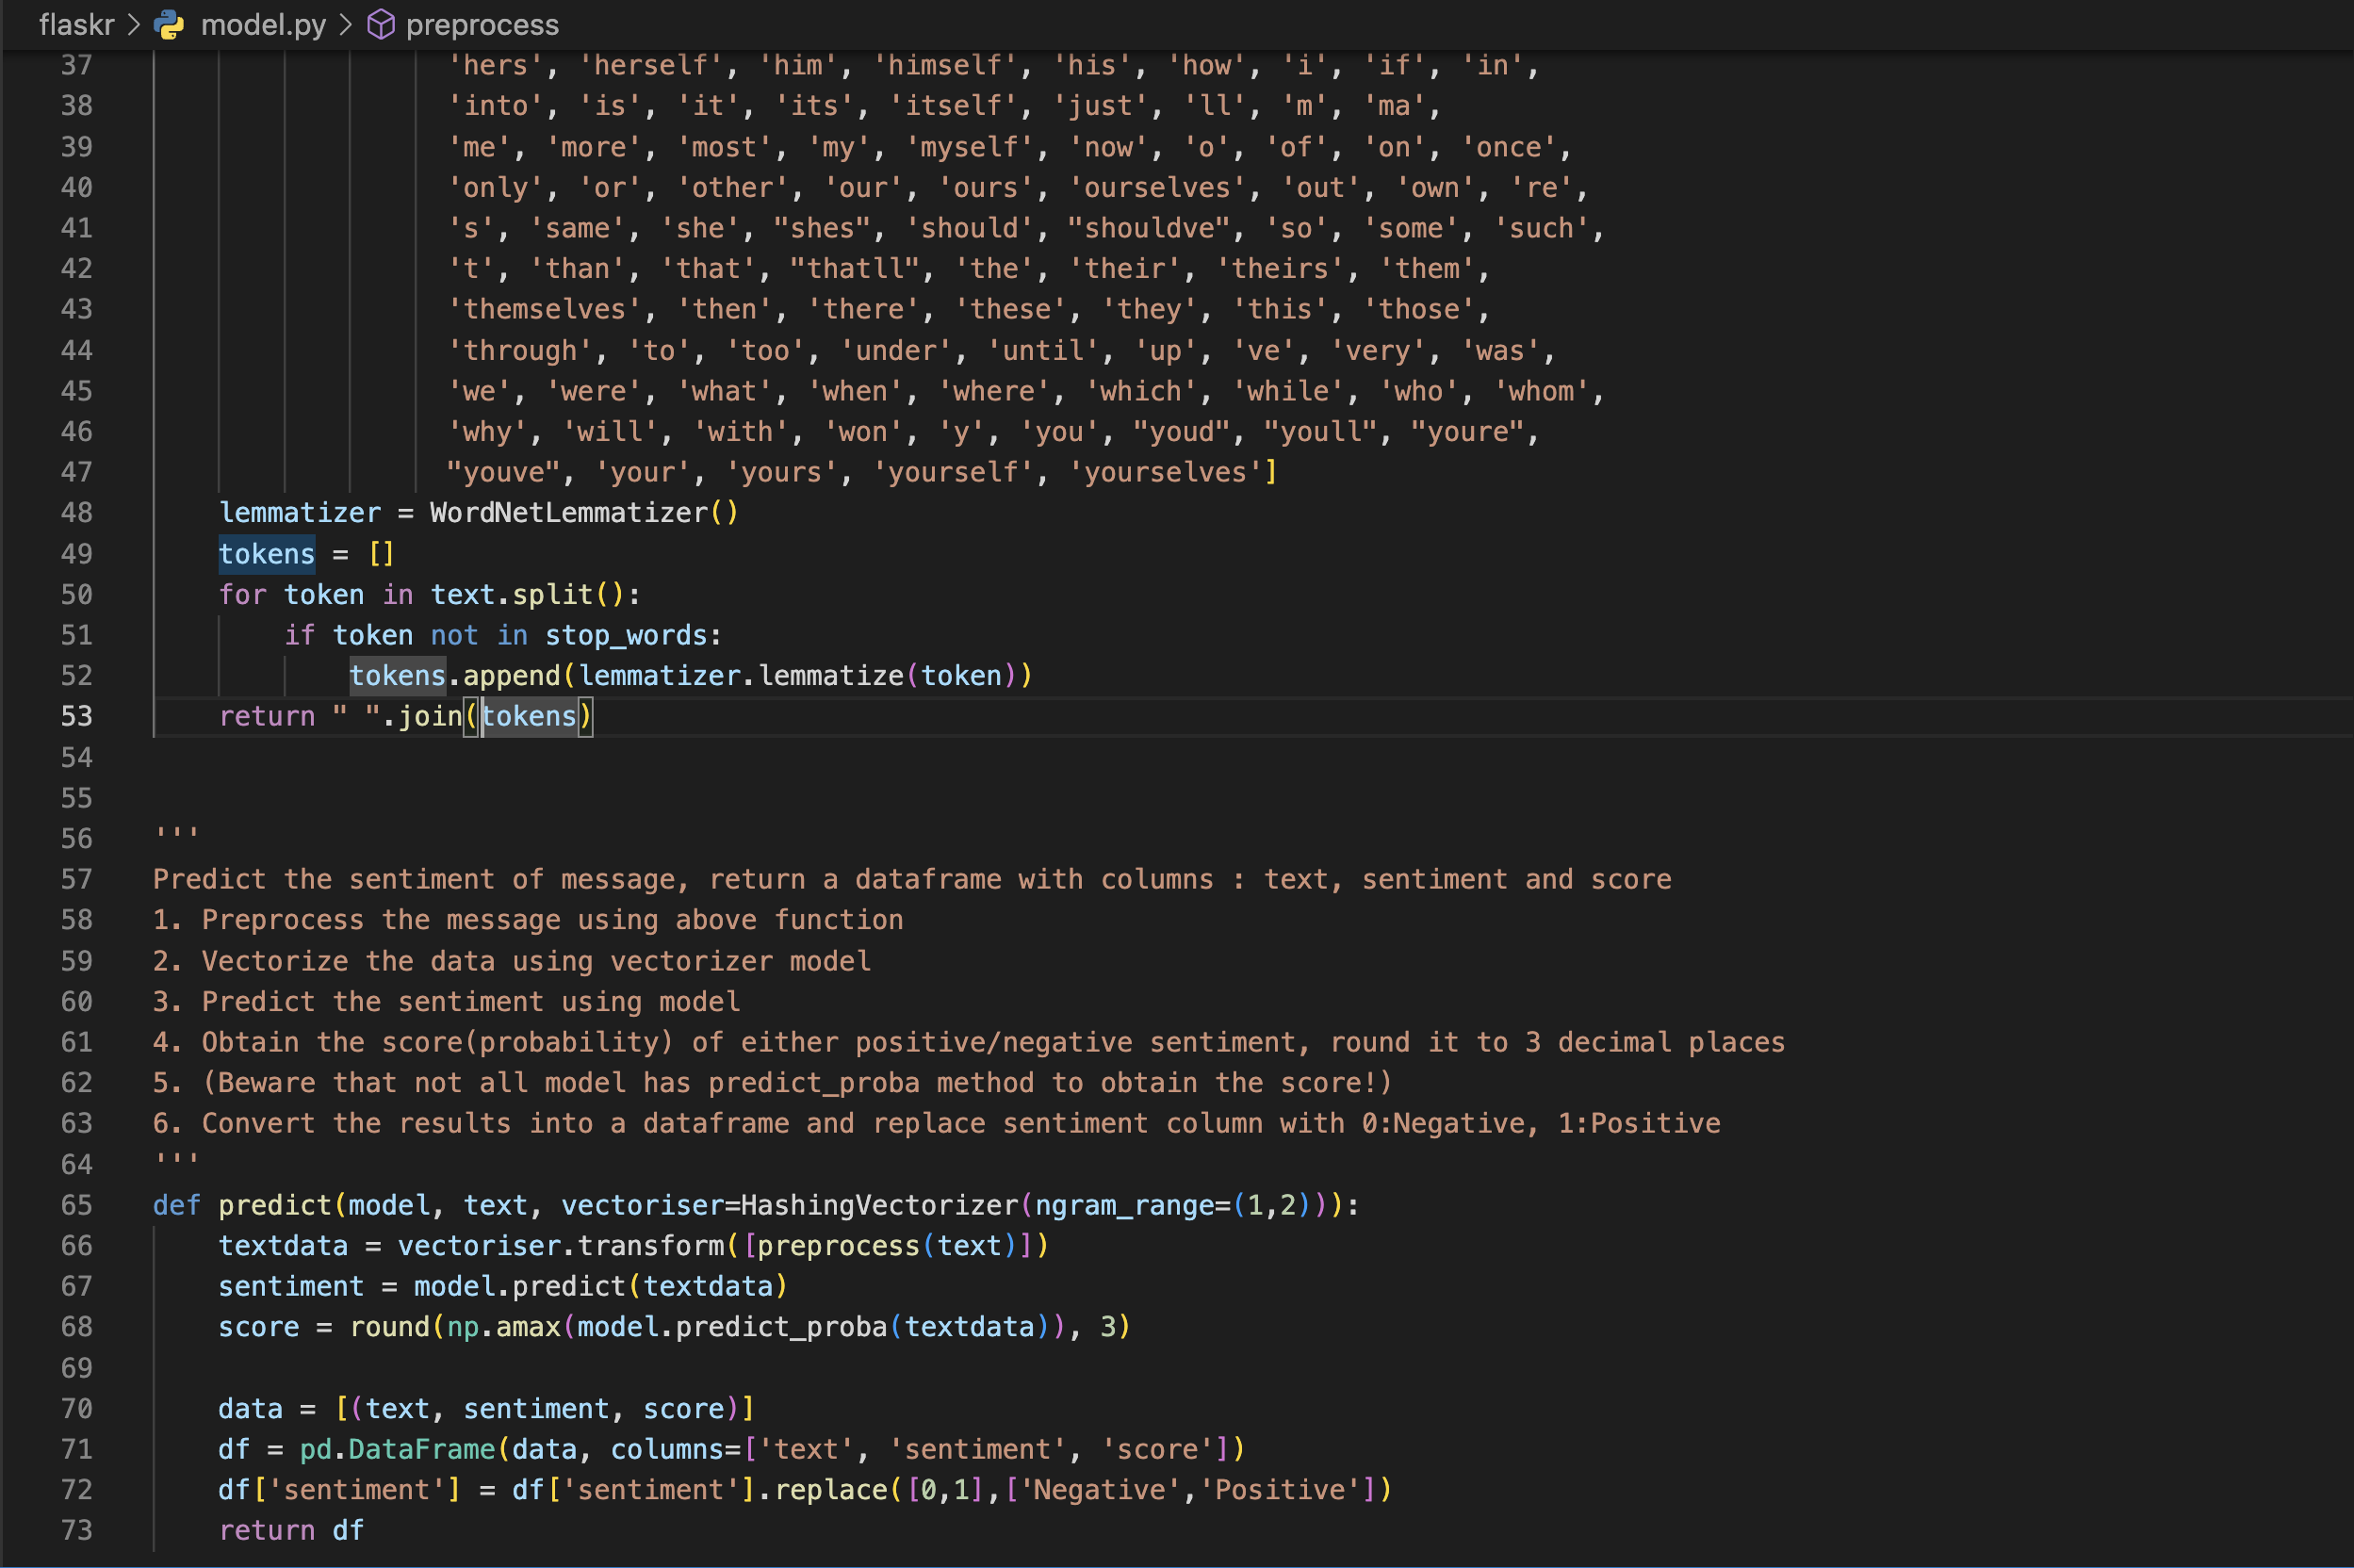 flaskr > model.py > preprocess
37 'hers', 'herself', 'him', 'himself', 'his', 'how', 'i', 'if', 'in',
38 'into', 'is', 'it', 'its', 'itself', 'just', 'll', 'm', 'ma',
39 'me', 'more', 'most', 'my', 'myself', 'now', 'o', 'of', 'on', 'once',
40 'only', 'or', 'other', 'our', 'ours', 'ourselves', 'out', 'own', 're',
41 's', 'same', 'she', "shes", 'should', "shouldve", 'so', 'some', 'such',
42 't', 'than', 'that', "thatll", 'the', 'their', 'theirs', 'them',
43 'themselves', 'then', 'there', 'these', 'they', 'this', 'those',
44 'through', 'to', 'too', 'under', 'until', 'up', 've', 'very', 'was',
45 'we', 'were', 'what', 'when', 'where', 'which', 'while', 'who', 'whom',
46 'why', 'will', 'with', 'won', 'y', 'you', "youd", "youll", "youre",
47 "youve", 'your', 'yours', 'yourself', 'yourselves']
48 lemmatizer = WordNetLemmatizer()
49 tokens = []
50 for token in text.split():
51 if token not in stop_words:
52 tokens.append(lemmatizer.lemmatize(token))
53 return " ".join(tokens)
54
55
56 '''
57 Predict the sentiment of message, return a dataframe with columns : text, sentiment and score
58 1. Preprocess the message using above function
59 2. Vectorize the data using vectorizer model
60 3. Predict the sentiment using model
61 4. Obtain the score(probability) of either positive/negative sentiment, round it to 3 decimal places
62 5. (Beware that not all model has predict_proba method to obtain the score!)
63 6. Convert the results into a dataframe and replace sentiment column with 0:Negative, 1:Positive
64 '''
65 def predict(model, text, vectoriser=HashingVectorizer(ngram_range=(1,2))):
66 textdata = vectoriser.transform([preprocess(text)])
67 sentiment = model.predict(textdata)
68 score = round(np.amax(model.predict_proba(textdata)), 3)
69
70 data = [(text, sentiment, score)]
71 df = pd.DataFrame(data, columns=['text', 'sentiment', 'score'])
72 df['sentiment'] = df['sentiment'].replace([0,1],['Negative','Positive'])
73 return df